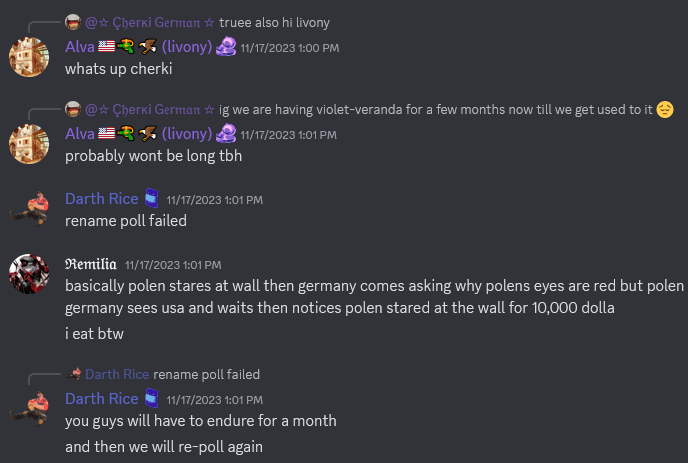 @☆ Çherкi Gєrmαn ☆ truee also hi livony
Alva 🇺🇸 (livony) 11/17/2023 1:00 PM
whats up cherki
@☆ Çherкi Gєrmαn ☆ ig we are having violet-veranda for a few months now till we get used to it 😔
Alva 🇺🇸 (livony) 11/17/2023 1:01 PM
probably wont be long tbh
Darth Rice 11/17/2023 1:01 PM
rename poll failed
𝕽𝖊𝖒𝖎𝖑𝖎𝖆 11/17/2023 1:01 PM
basically polen stares at wall then germany comes asking why polens eyes are red but polen
germany sees usa and waits then notices polen stared at the wall for 10,000 dolla
i eat btw
Darth Rice rename poll failed
Darth Rice 11/17/2023 1:01 PM
you guys will have to endure for a month
and then we will re-poll again